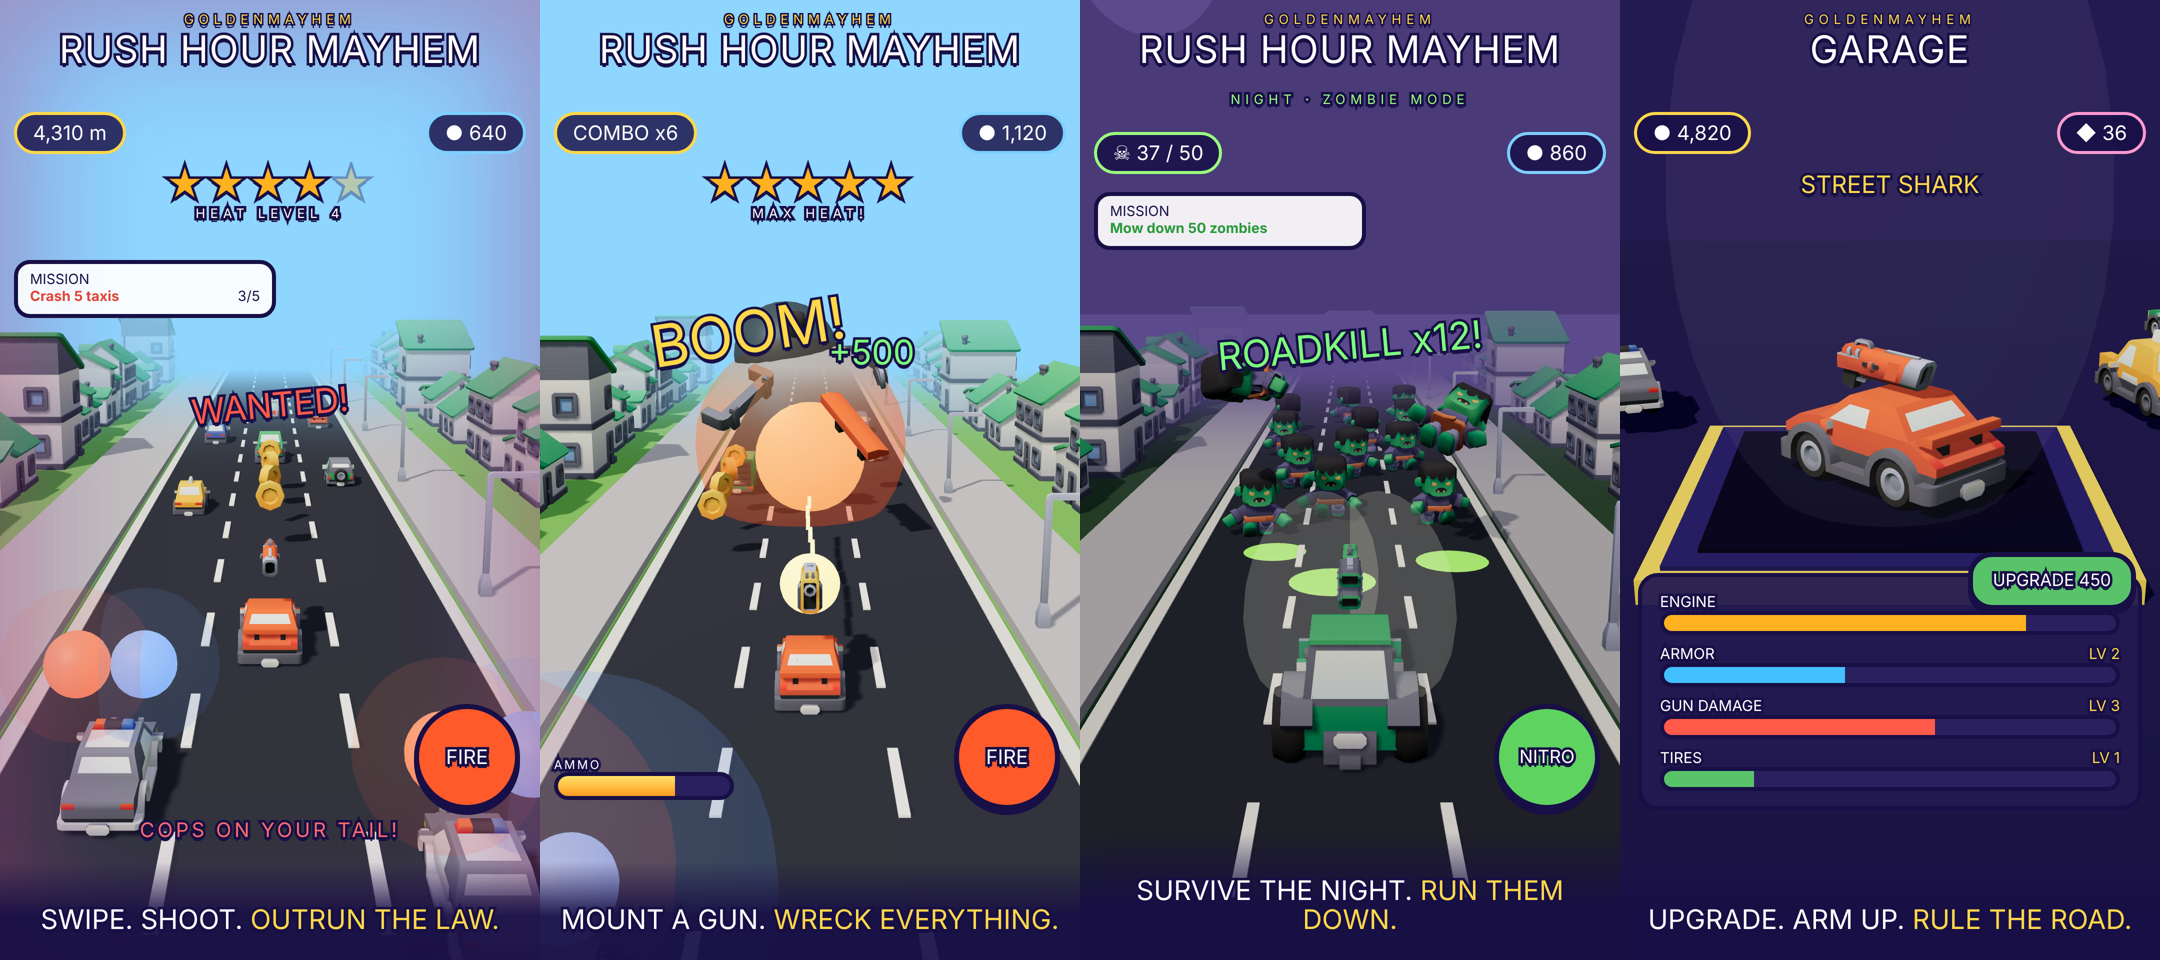 GOLDENMAYHEM
RUSH HOUR MAYHEM
4,310 m
640
HEAT LEVEL 4
MISSION
Crash 5 taxis
3/5
WANTED!
FIRE
COPS ON YOUR TAIL!
SWIPE. SHOOT. OUTRUN THE LAW.
GOLDENMAYHEM
RUSH HOUR MAYHEM
COMBO x6
1,120
MAX HEAT!
BOOM!
+500
FIRE
AMMO
MOUNT A GUN. WRECK EVERYTHING.
GOLDENMAYHEM
RUSH HOUR MAYHEM
NIGHT · ZOMBIE MODE
37 / 50
860
MISSION
Mow down 50 zombies
ROADKILL x12!
NITRO
SURVIVE THE NIGHT. RUN THEM
DOWN.
GOLDENMAYHEM
GARAGE
4,820
36
STREET SHARK
UPGRADE 450
ENGINE
ARMOR
LV 2
GUN DAMAGE
LV 3
TIRES
LV 1
UPGRADE. ARM UP. RULE THE ROAD.